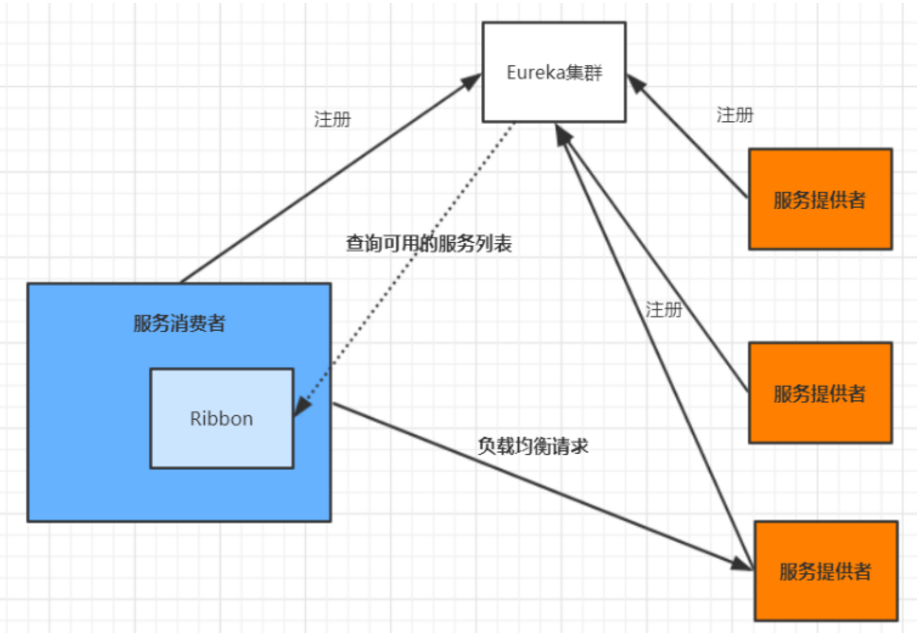 Eureka集群
注册
注册
服务提供者
查询可用的服务列表
注册
服务消费者
服务提供者
Ribbon
负载均衡请求
服务提供者